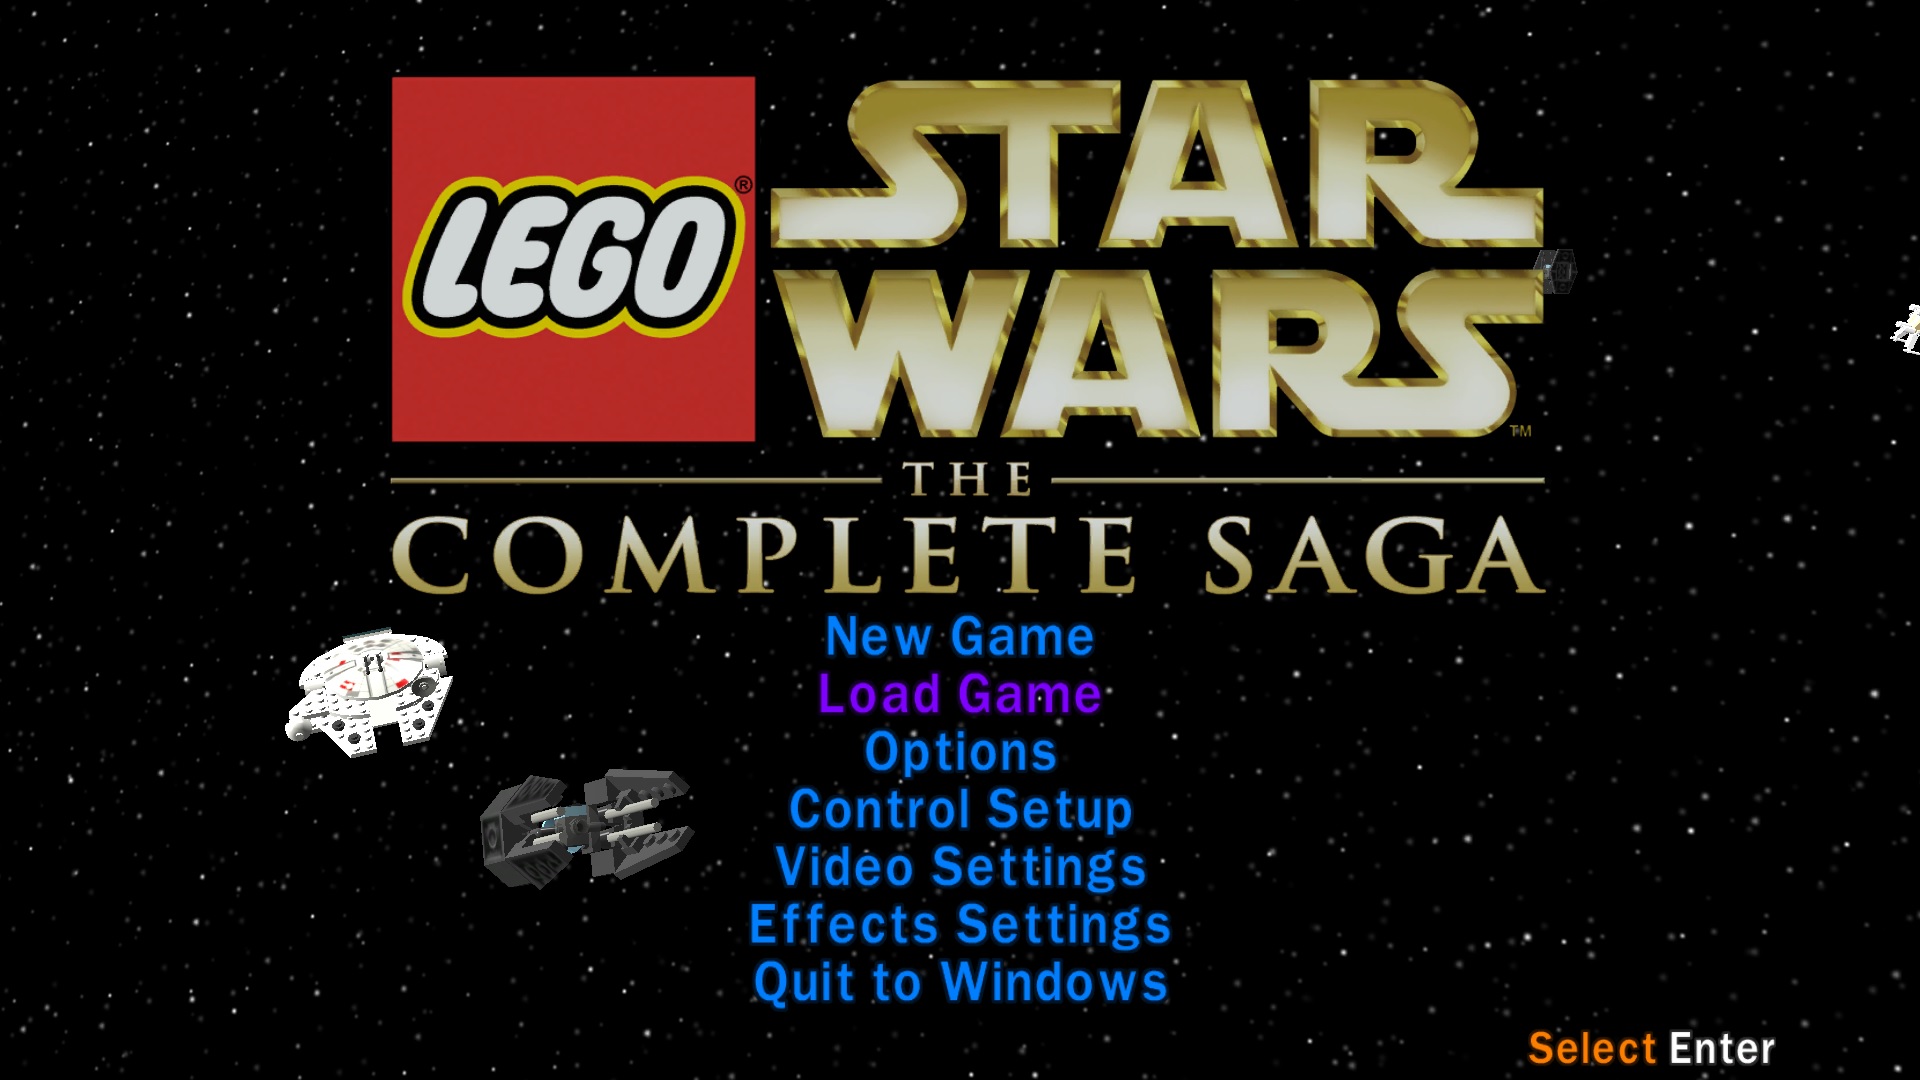 LEGO®
STAR
WARS™
THE
COMPLETE SAGA
New Game
Load Game
Options
Control Setup
Video Settings
Effects Settings
Quit to Windows
Select Enter